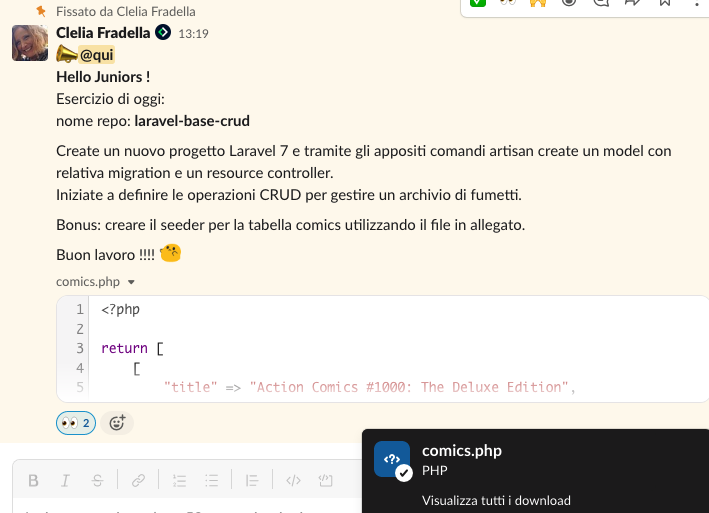 Fissato da Clelia Fradella
Clelia Fradella 13:19
@qui
Hello Juniors !
Esercizio di oggi:
nome repo: laravel-base-crud
Create un nuovo progetto Laravel 7 e tramite gli appositi comandi artisan create un model con
relativa migration e un resource controller.
Iniziate a definire le operazioni CRUD per gestire un archivio di fumetti.
Bonus: creare il seeder per la tabella comics utilizzando il file in allegato.
Buon lavoro !!!!
comics.php
1 <?php
2
3 return [
4 [
5 "title" => "Action Comics #1000: The Deluxe Edition",
2
B I S
comics.php
PHP
Visualizza tutti i download